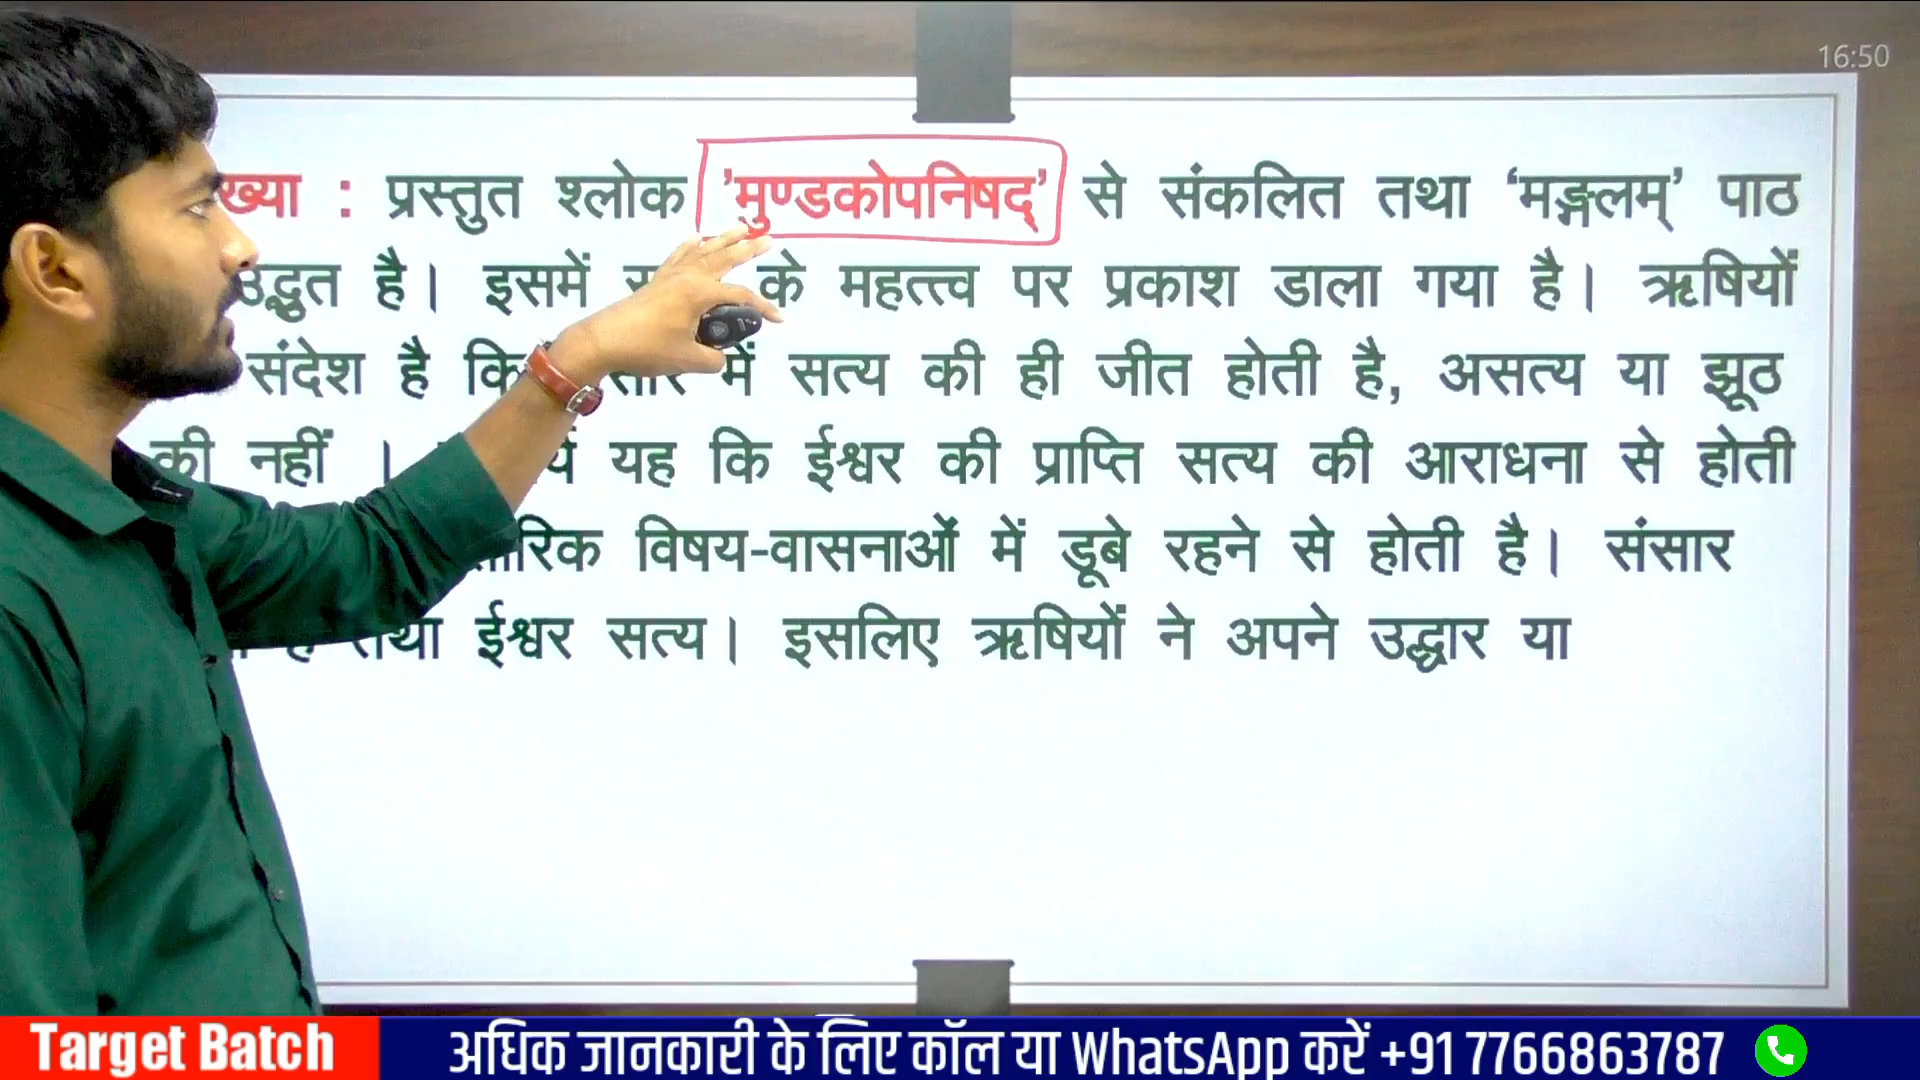 16:50
ख्या : प्रस्तुत श्लोक 'मुण्डकोपनिषद्' से संकलित तथा ‘मङ्गलम्’ पाठ
उद्धृत है। इसमें के महत्त्व पर प्रकाश डाला गया है। ऋषियों
संदेश है कि में सत्य की ही जीत होती है, असत्य या झूठ
की नहीं । यह कि ईश्वर की प्राप्ति सत्य की आराधना से होती
विषय-वासनाओं में डूबे रहने से होती है। संसार
तथा ईश्वर सत्य। इसलिए ऋषियों ने अपने उद्धार या
Target Batch अधिक जानकारी के लिए कॉल या WhatsApp करें +91 7766863787